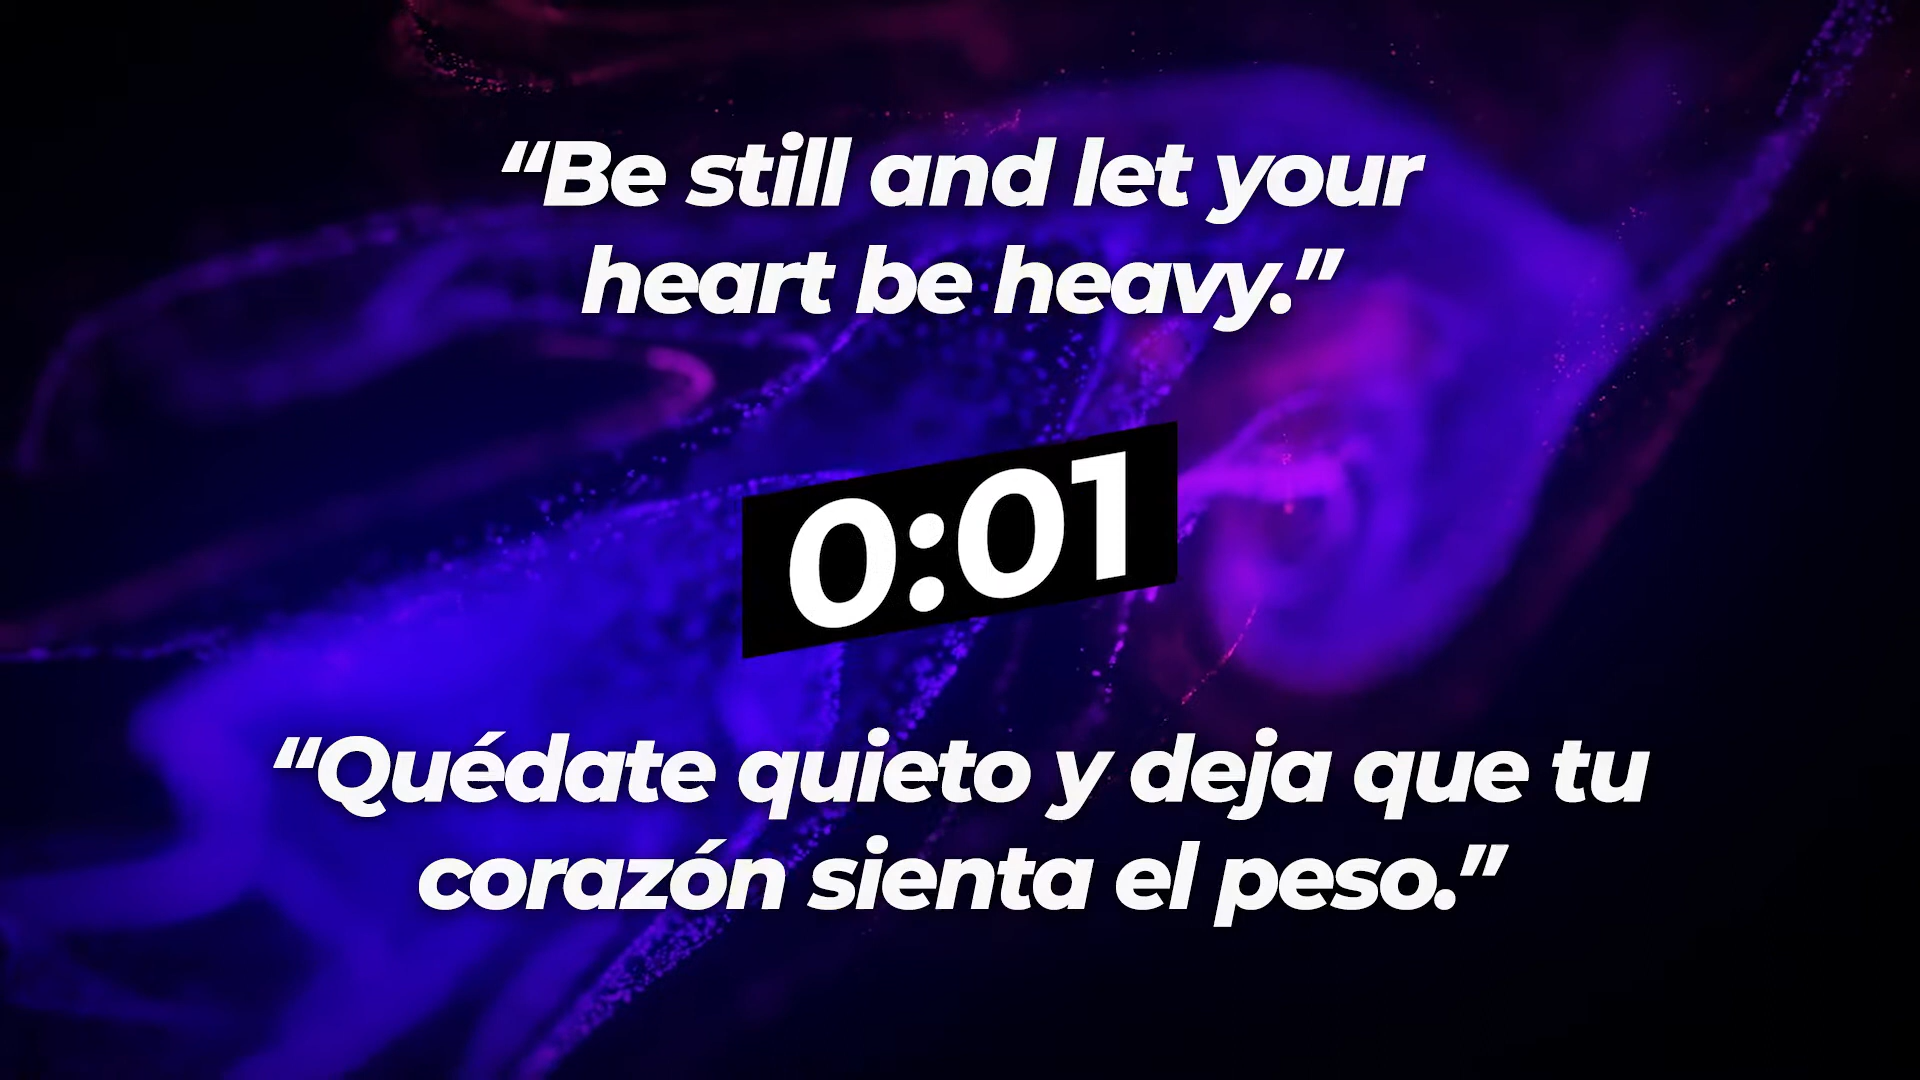 “Be still and let your
heart be heavy.”
0:01
“Quédate quieto y deja que tu
corazón sienta el peso.”